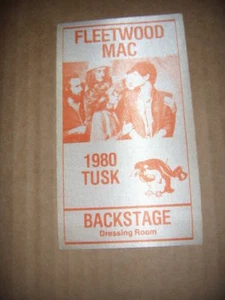 FLEETWOOD
MAC
1980
TUSK
BACKSTAGE
Dressing Room